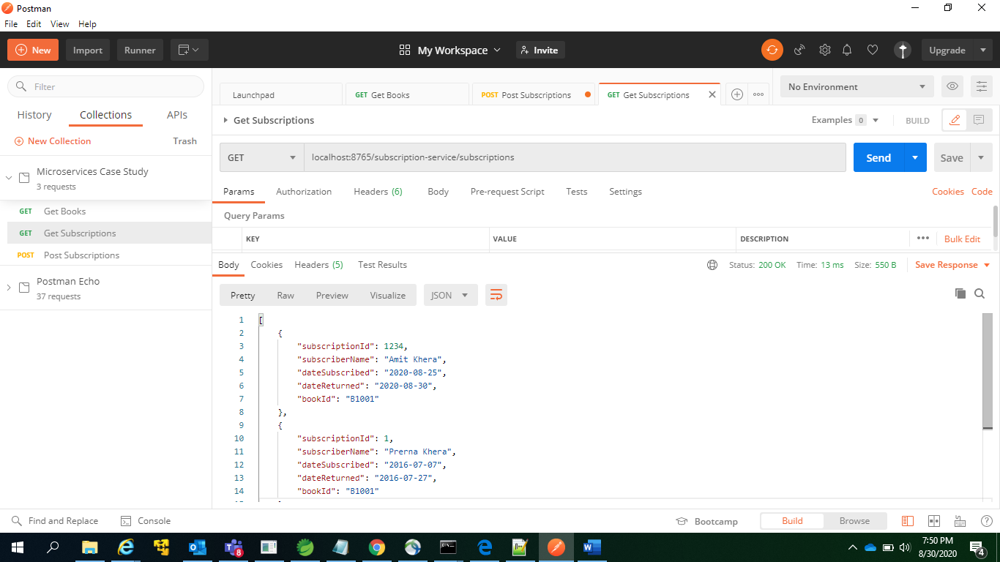 Postman
File Edit View Help
New Import Runner My Workspace Invite Upgrade
Filter
History Collections APIs
New Collection Trash
Microservices Case Study
3 requests
GET Get Books
GET Get Subscriptions
POST Post Subscriptions
Postman Echo
37 requests
Launchpad GET Get Books POST Post Subscriptions GET Get Subscriptions No Environment
Get Subscriptions Examples 0 BUILD
GET localhost:8765/subscription-service/subscriptions Send Save
Params Authorization Headers (6) Body Pre-request Script Tests Settings Cookies Code
Query Params
KEY VALUE DESCRIPTION Bulk Edit
Body Cookies Headers (5) Test Results Status: 200 OK Time: 13 ms Size: 550 B Save Response
Pretty Raw Preview Visualize JSON
1 [
2 {
3 "subscriptionId": 1234,
4 "subscriberName": "Amit Khera",
5 "dateSubscribed": "2020-08-25",
6 "dateReturned": "2020-08-30",
7 "bookId": "B1001"
8 },
9 {
10 "subscriptionId": 1,
11 "subscriberName": "Prerna Khera",
12 "dateSubscribed": "2016-07-07",
13 "dateReturned": "2016-07-27",
14 "bookId": "B1001"
Find and Replace Console Bootcamp Build Browse
8
7:50 PM
8/30/2020
4